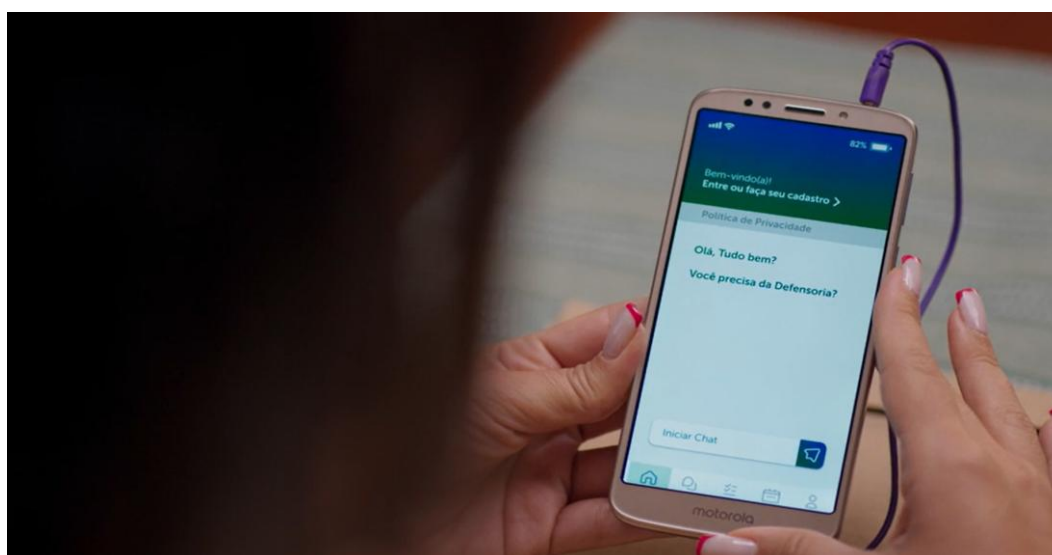 82%
Bem-vindo(a)!
Entre ou faça seu cadastro >
Política de Privacidade
Olá, Tudo bem?
Você precisa da Defensoria?
Iniciar Chat
motorola